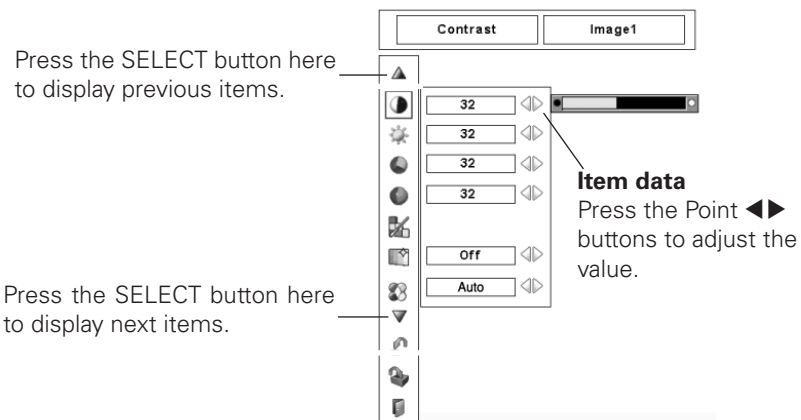 Contrast
Image1
Press the SELECT button here
to display previous items.
32
32
32
32
Item data
Press the Point ◀▶
buttons to adjust the
value.
Off
Auto
Press the SELECT button here
to display next items.